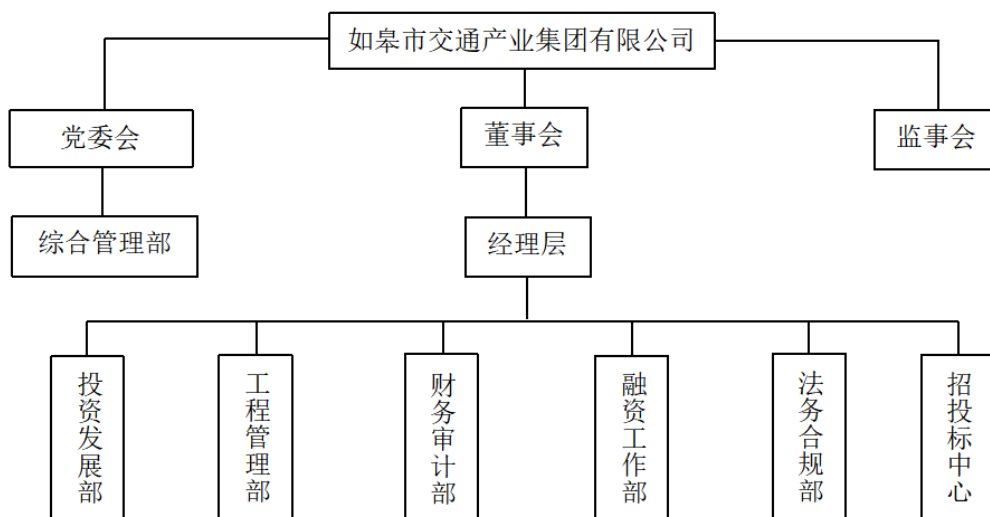 如皋市交通产业集团有限公司
党委会
董事会
监事会
综合管理部
经理层
投资发展部
工程管理部
财务审计部
融资工作部
法务合规部
招投标中心